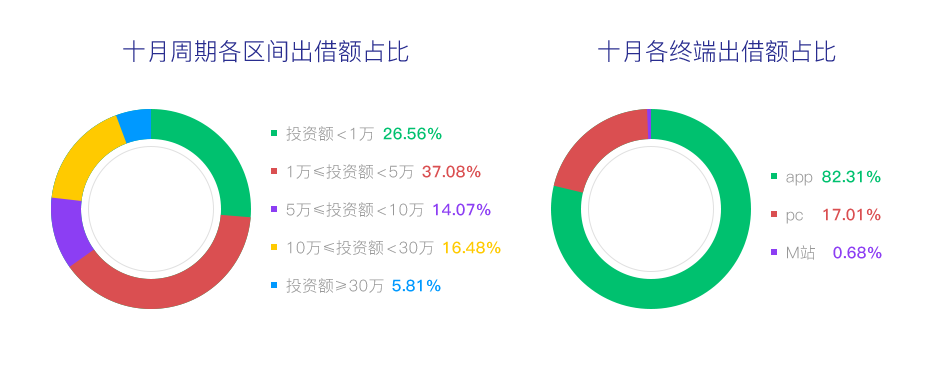 十月周期各区间出借额占比
投资额<1万 26.56%
1万≤投资额<5万 37.08%
5万≤投资额<10万 14.07%
10万≤投资额<30万 16.48%
投资额≥30万 5.81%
十月各终端出借额占比
app 82.31%
pc 17.01%
M站 0.68%